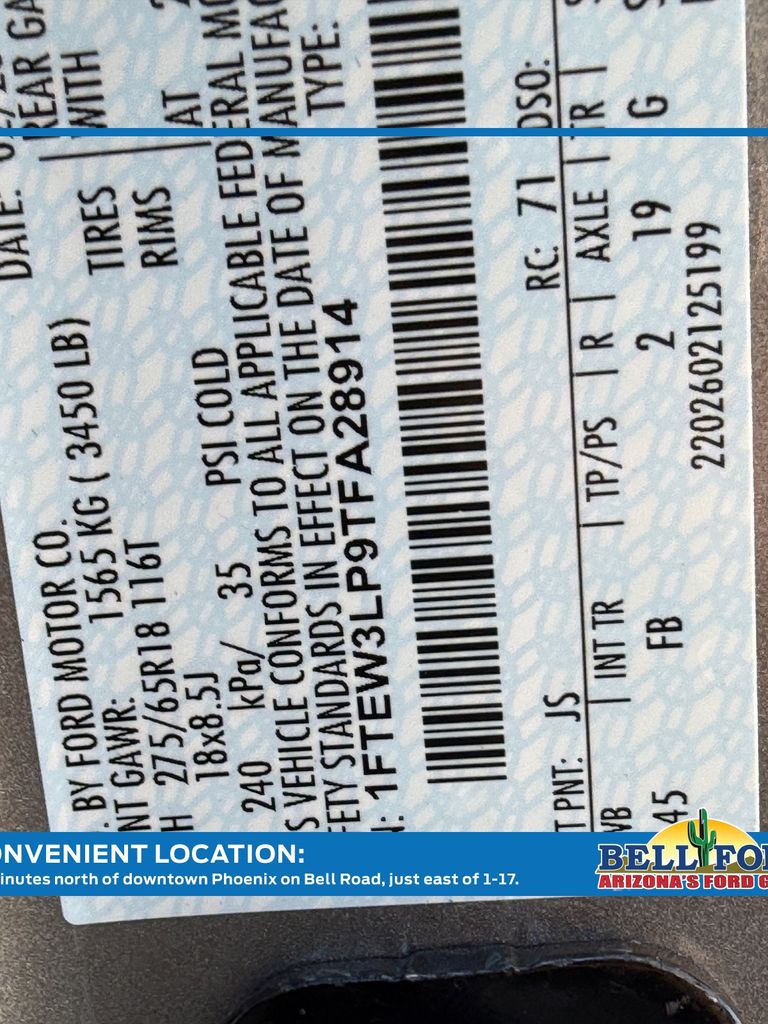 . BY FORD MOTOR CO.
NT GAWR: 1565 KG ( 3450 LB)
H 275/65R18 116T TIRES WITH
18x8.5J RIMS
240 kPa/ 35 PSI COLD AT
S VEHICLE CONFORMS TO ALL APPLICABLE FEDERAL MO
ETY STANDARDS IN EFFECT ON THE DATE OF MANUFAC
: 1FTEW3LP9TFA28914 TYPE:
DATE:
REAR GA
T PNT: JS RC: 71 DSO:
WB | INT TR | TP/PS | R | AXLE | TR |
45 FB 2 19 G
2202602125199
ONVENIENT LOCATION:
inutes north of downtown Phoenix on Bell Road, just east of 1-17.
BELL FO
ARIZONA'S FORD G